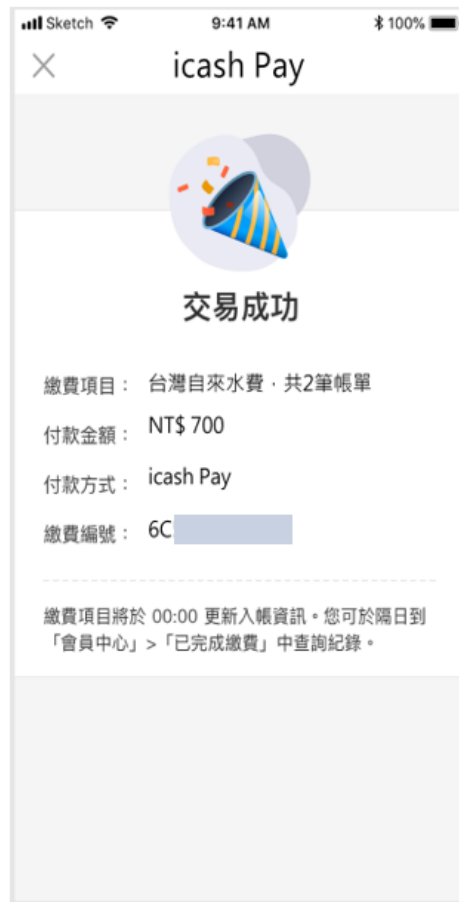 Sketch 9:41 AM 100%
icash Pay
交易成功
繳費項目： 台灣自來水費．共2筆帳單
付款金額： NT$ 700
付款方式： icash Pay
繳費編號： 6C
繳費項目將於 00:00 更新入帳資訊。您可於隔日到
「會員中心」>「已完成繳費」中查詢紀錄。